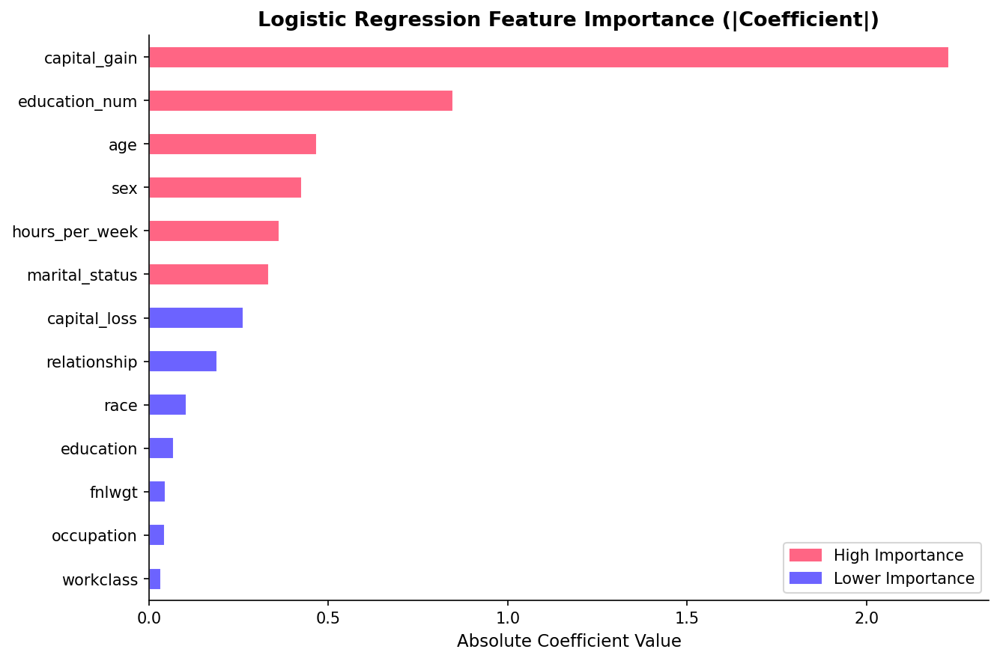 Logistic Regression Feature Importance (|Coefficient|)
capital_gain
education_num
age
sex
hours_per_week
marital_status
capital_loss
relationship
race
education
fnlwgt
occupation
workclass
High Importance
Lower Importance
0.0 0.5 1.0 1.5 2.0
Absolute Coefficient Value